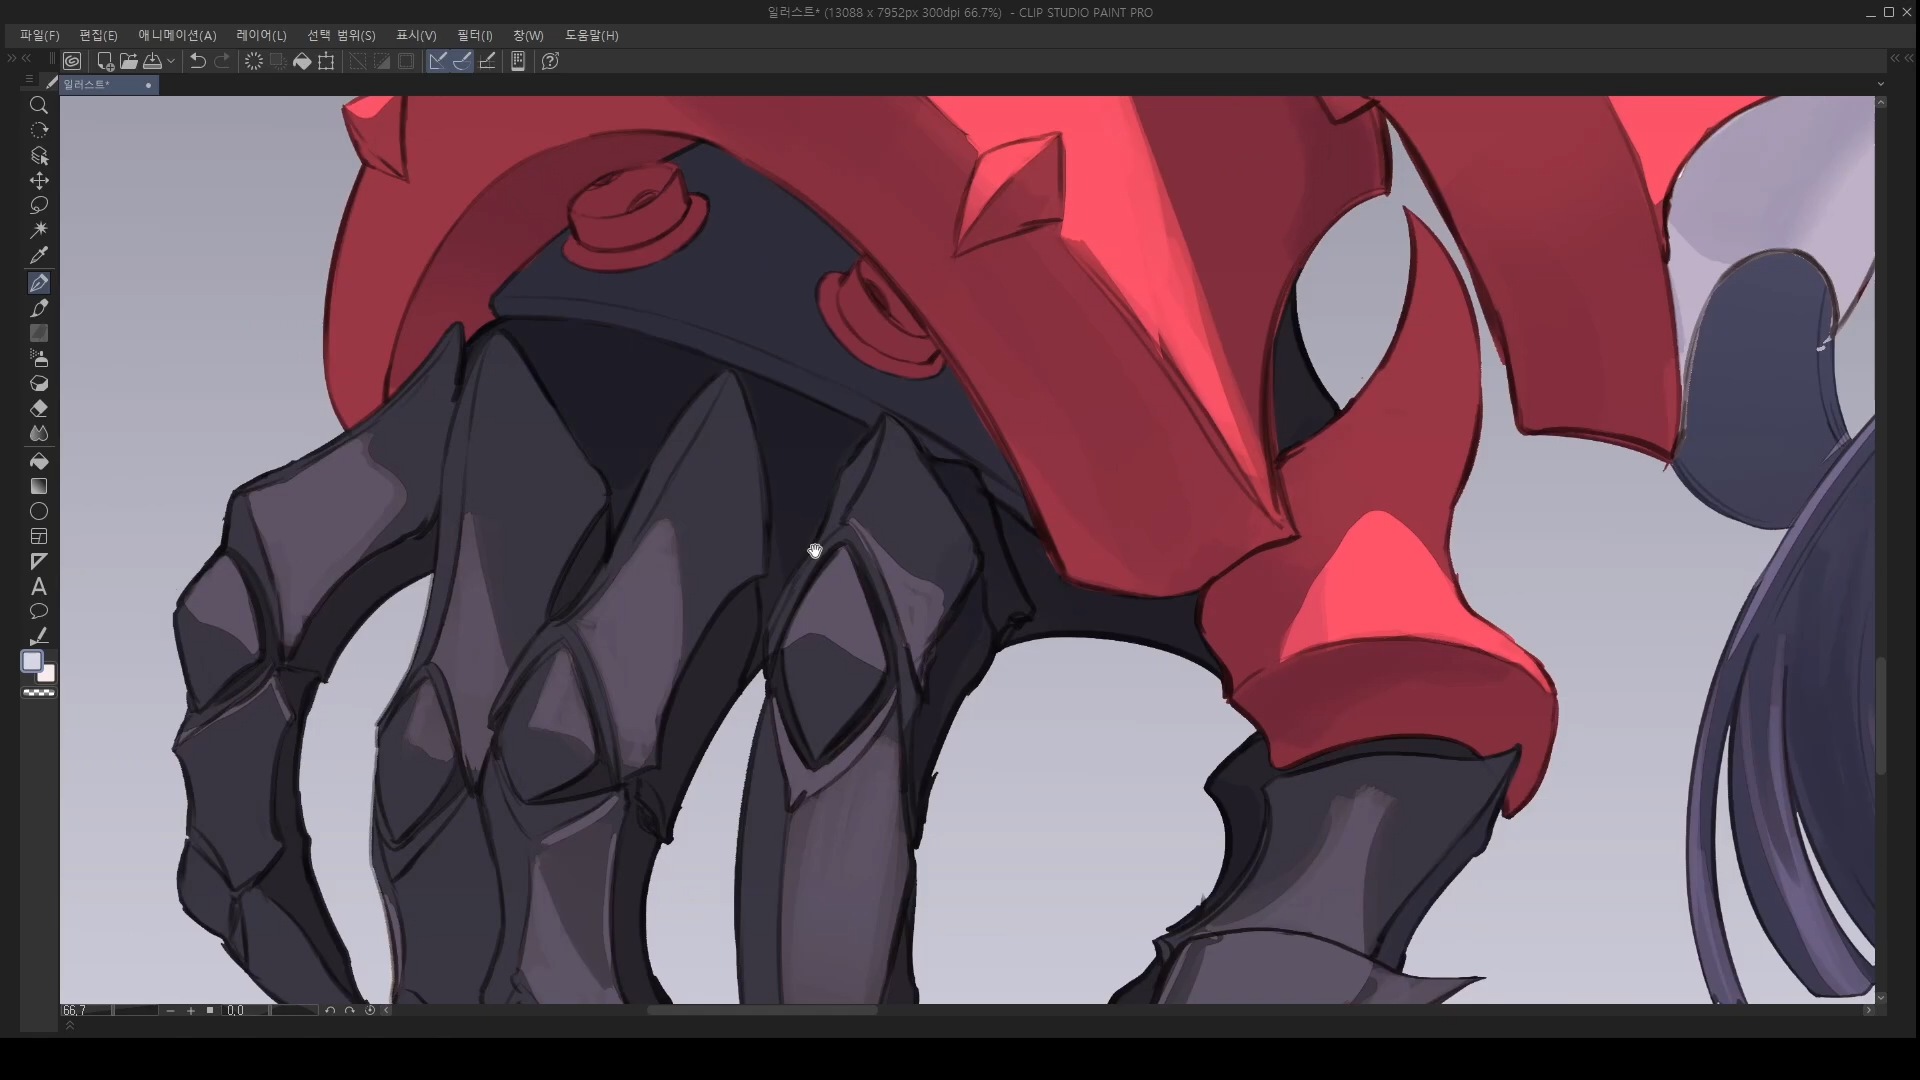 일러스트* (13088 x 7952px 300dpi 66.7%) - CLIP STUDIO PAINT PRO
파일(F) 편집(E) 애니메이션(A) 레이어(L) 선택 범위(S) 표시(V) 필터(I) 창(W) 도움말(H)
일러스트*
A
66.7 0.0